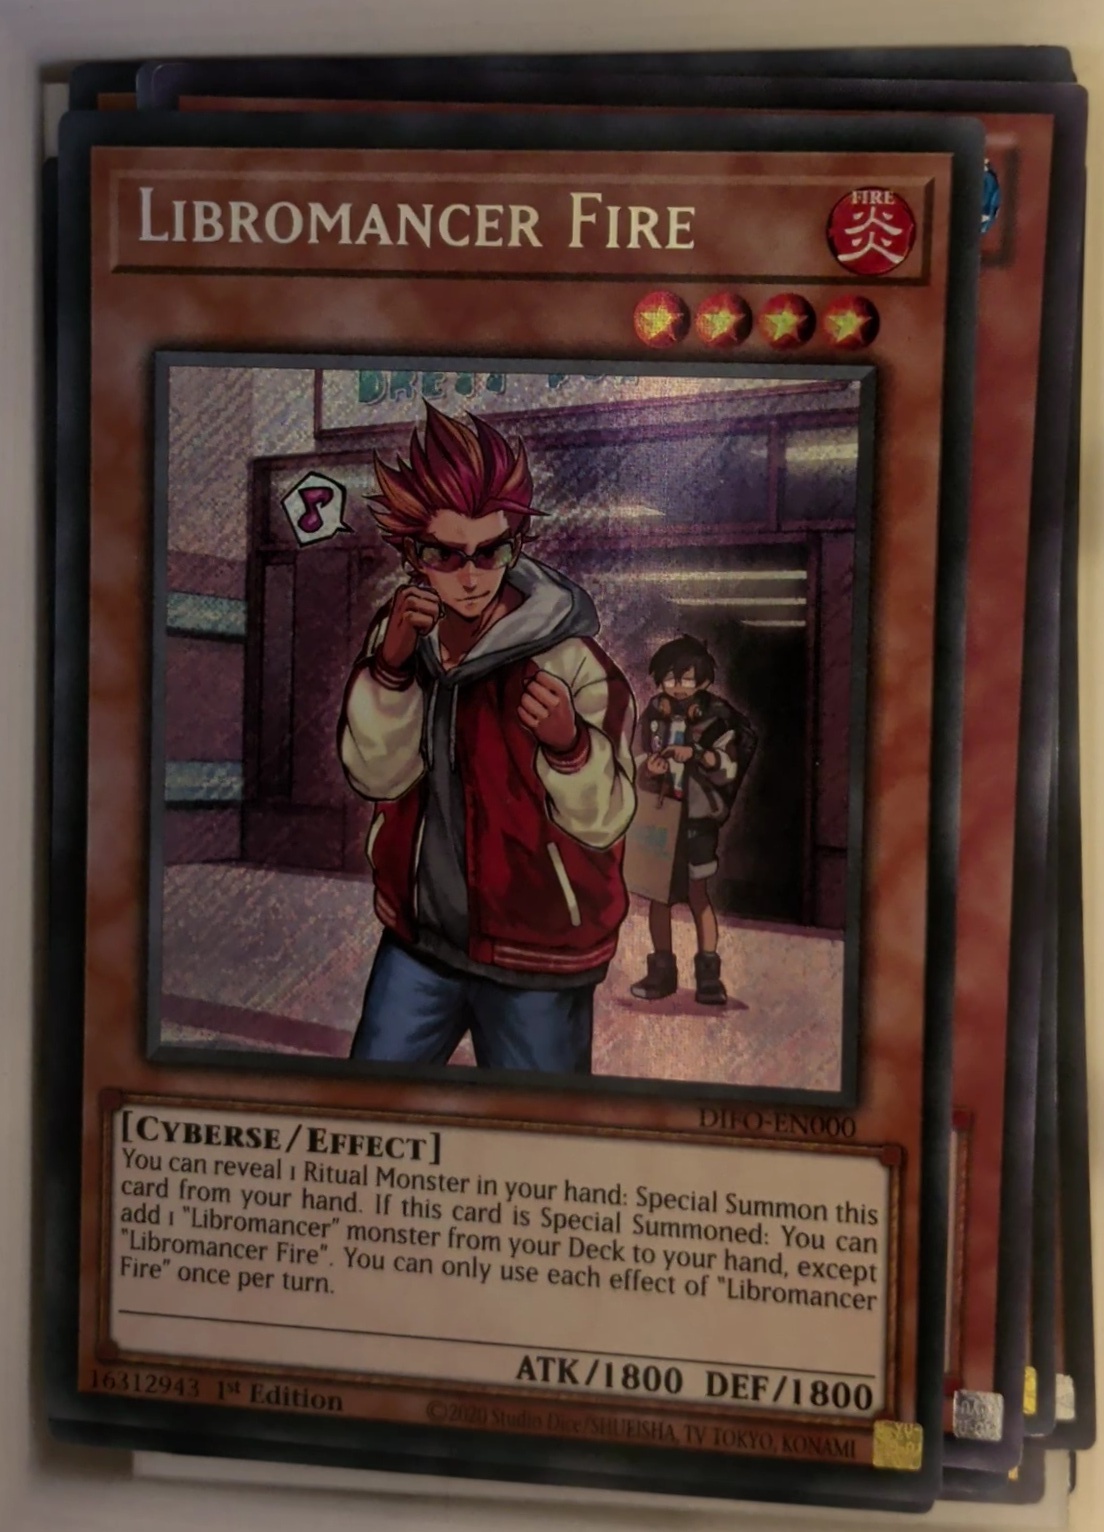 LIBROMANCER FIRE
FIRE
炎
DIFO-EN000
[CYBERSE/EFFECT]
You can reveal 1 Ritual Monster in your hand: Special Summon this
card from your hand. If this card is Special Summoned: You can
add 1 "Libromancer" monster from your Deck to your hand, except
"Libromancer Fire". You can only use each effect of "Libromancer
Fire" once per turn.
ATK/1800 DEF/1800
16312943 1st Edition
©2020 Studio Dice/SHUEISHA, TV TOKYO, KONAMI